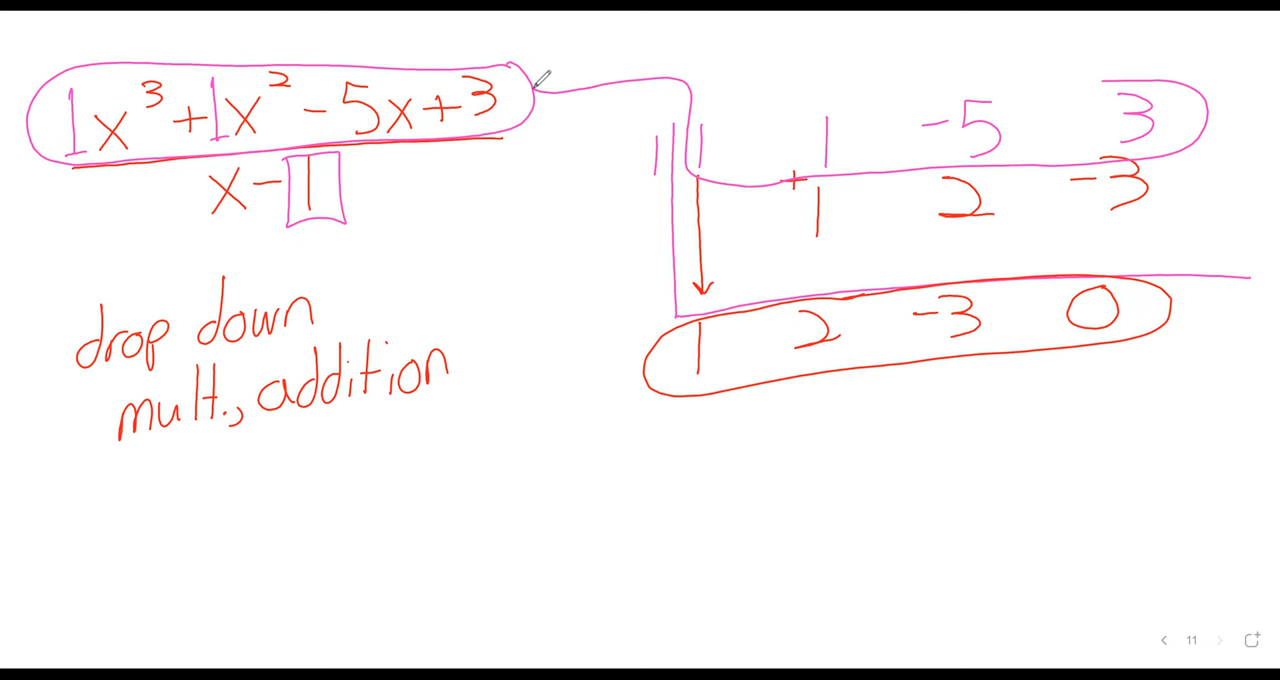 1x³ + 1x² - 5x + 3
x - 1
1 1 1 -5 3
+ 1 2 -3
1 2 -3 0
drop down
mult., addition
11